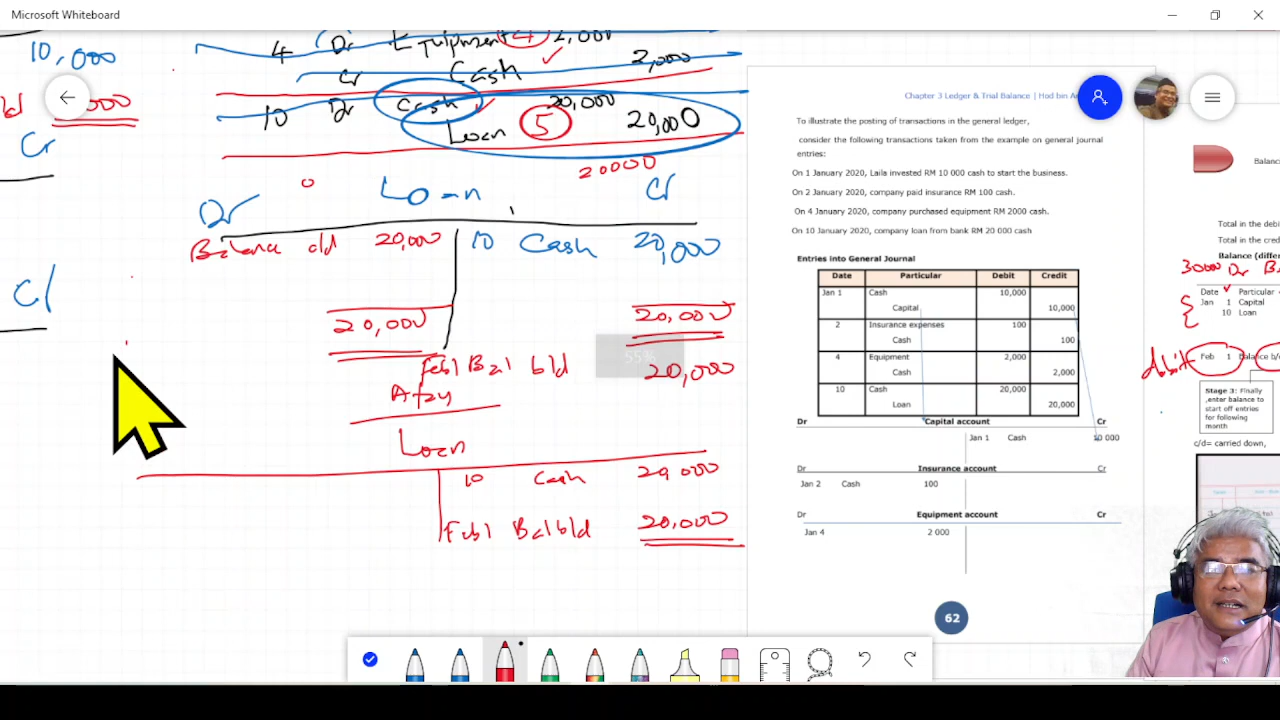 Microsoft Whiteboard
10,000
4 Dr Equipment 4 2,000
Cr Cash 2,000
10 Dr Cash 20,000
Loan 5 20,000
20000
0
Cr
Dr Loan Cr
Balance c/d 20,000 10 Cash 20,000
c/
20,000 20,000
Feb 1 Bal b/d 20,000
Loan
10 Cash 20,000
Feb 1 Bal b/d 20,000
55%
Chapter 3 Ledger & Trial Balance | Hod bin A
To illustrate the posting of transactions in the general ledger,
consider the following transactions taken from the example on general journal
entries:
On 1 January 2020, Laila invested RM 10 000 cash to start the business.
On 2 January 2020, company paid insurance RM 100 cash.
On 4 January 2020, company purchased equipment RM 2000 cash.
On 10 January 2020, company loan from bank RM 20 000 cash
Entries into General Journal
Date Particular Debit Credit
Jan 1 Cash 10,000
Capital 10,000
2 Insurance expenses 100
Cash 100
4 Equipment 2,000
Cash 2,000
10 Cash 20,000
Loan 20,000
Dr Capital account Cr
Jan 1 Cash 10 000
Dr Insurance account Cr
Jan 2 Cash 100
Dr Equipment account Cr
Jan 4 2 000
62
Balanc
Total in the debi
Total in the cred
Balance (differ
30000 Dr
Date Particular
Jan 1 Capital
10 Loan
debit Feb 1 Balance b/
Stage 3: Finally
,enter balance to
start off entries
for following
month
c/d= carried down,